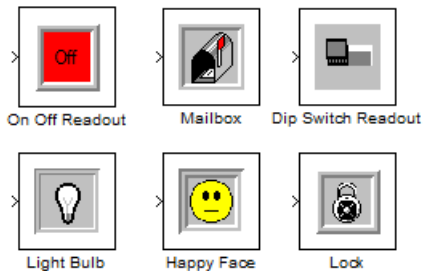 Off
On Off Readout
Mailbox
Dip Switch Readout
Light Bulb
Happy Face
Lock